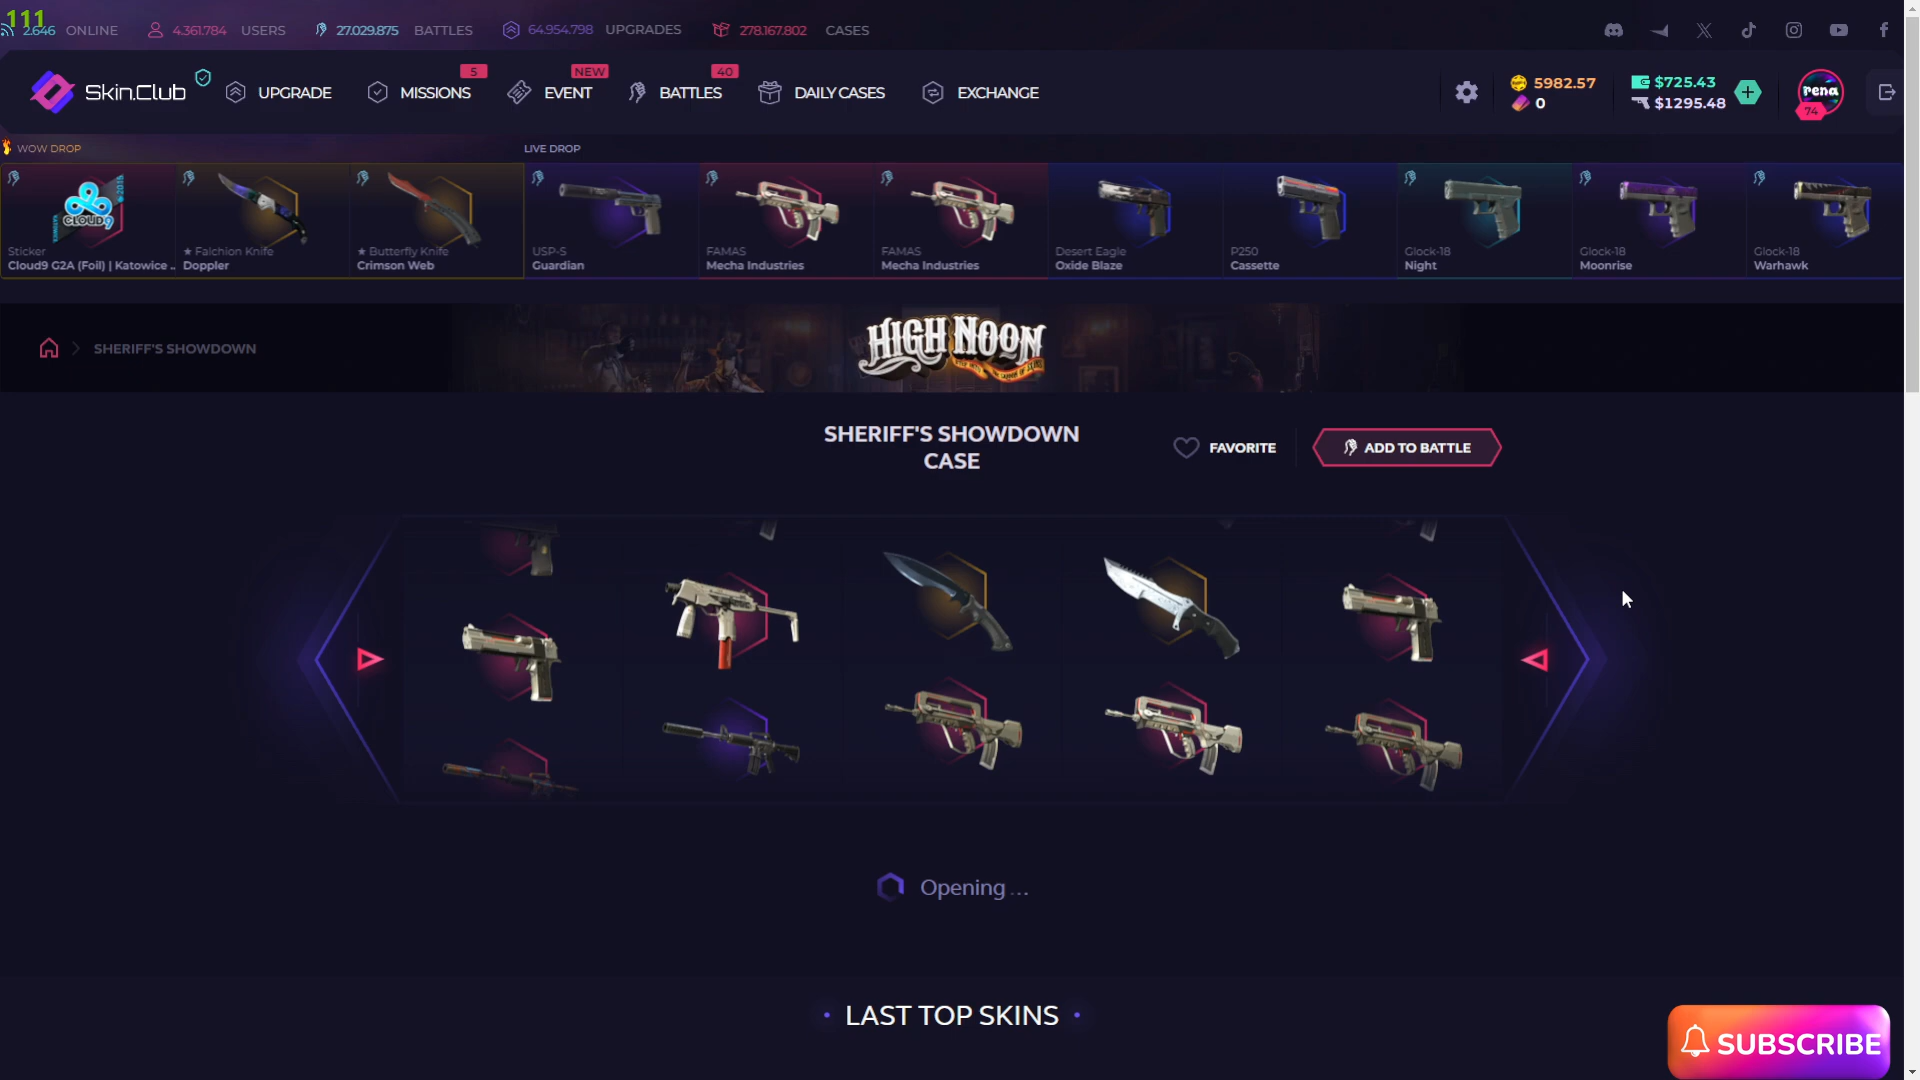 111
2.646 ONLINE 4.361.784 USERS 27.029.875 BATTLES 64.954.798 UPGRADES 278.167.802 CASES
Skin.Club UPGRADE MISSIONS 5 EVENT NEW BATTLES 40 DAILY CASES EXCHANGE
5982.57 $725.43
0 $1295.48
rena
74
WOW DROP LIVE DROP
CLOUD9
Sticker ★ Falchion Knife ★ Butterfly Knife USP-S FAMAS FAMAS Desert Eagle P250 Glock-18 Glock-18 Glock-18
Cloud9 G2A (Foil) | Katowice .. Doppler Crimson Web Guardian Mecha Industries Mecha Industries Oxide Blaze Cassette Night Moonrise Warhawk
HIGH NOON
SHERIFF'S SHOWDOWN
SHERIFF'S SHOWDOWN
CASE
FAVORITE ADD TO BATTLE
Opening ...
• LAST TOP SKINS •
SUBSCRIBE